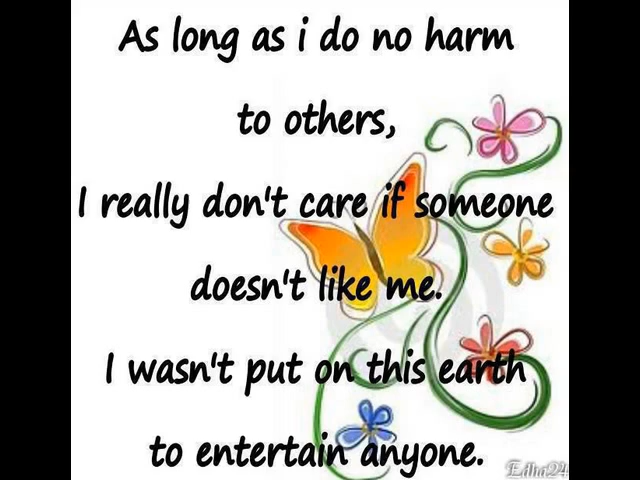 As long as i do no harm
to others,
I really don't care if someone
doesn't like me.
I wasn't put on this earth
to entertain anyone.
Edha24